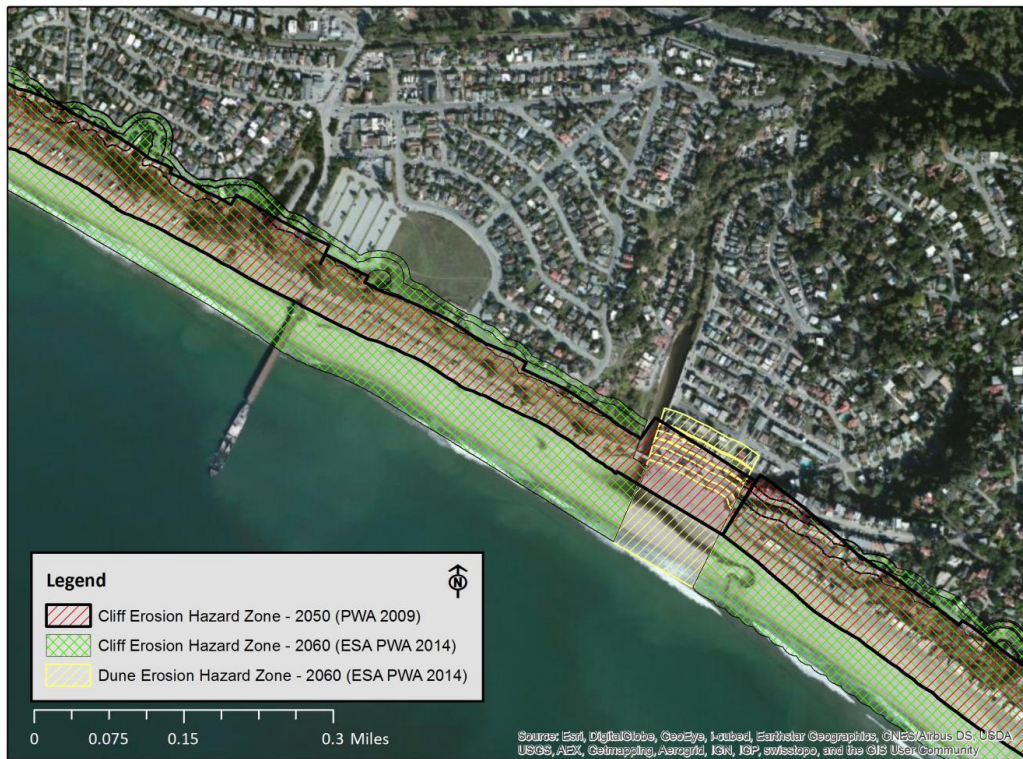 Legend
N
Cliff Erosion Hazard Zone - 2050 (PWA 2009)
Cliff Erosion Hazard Zone - 2060 (ESA PWA 2014)
Dune Erosion Hazard Zone - 2060 (ESA PWA 2014)
0 0.075 0.15 0.3 Miles
Source: Esri, DigitalGlobe, GeoEye, i-cubed, Earthstar Geographics, CNES/Airbus DS, USDA,
USGS, AEX, Getmapping, Aerogrid, IGN, IGP, swisstopo, and the GIS User Community